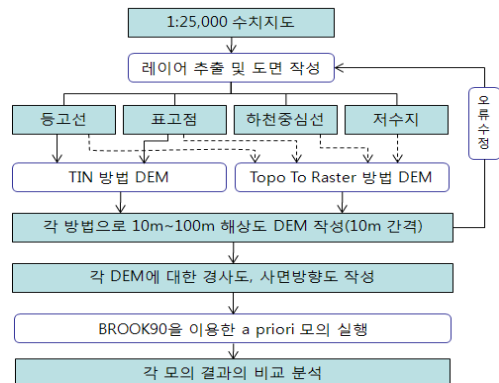 1:25,000 수치지도
레이어 추출 및 도면 작성
등고선
표고점
하천중심선
저수지
오류수정
TIN 방법 DEM
Topo To Raster 방법 DEM
각 방법으로 10m~100m 해상도 DEM 작성(10m 간격)
각 DEM에 대한 경사도, 사면방향도 작성
BROOK90을 이용한 a priori 모의 실행
각 모의 결과의 비교 분석